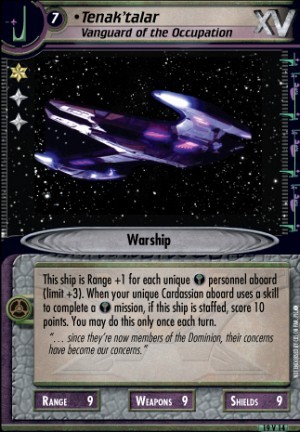 7 • Tenak'talar XV
Vanguard of the Occupation
Warship
This ship is Range +1 for each unique personnel aboard
(limit +3). When your unique Cardassian aboard uses a skill
to complete a mission, if this ship is staffed, score 10
points. You may do this only once each turn.
"... since they're now members of the Dominion, their concerns
have become our concerns."
RANGE 9 WEAPONS 9 SHIELDS 9
18 V 14